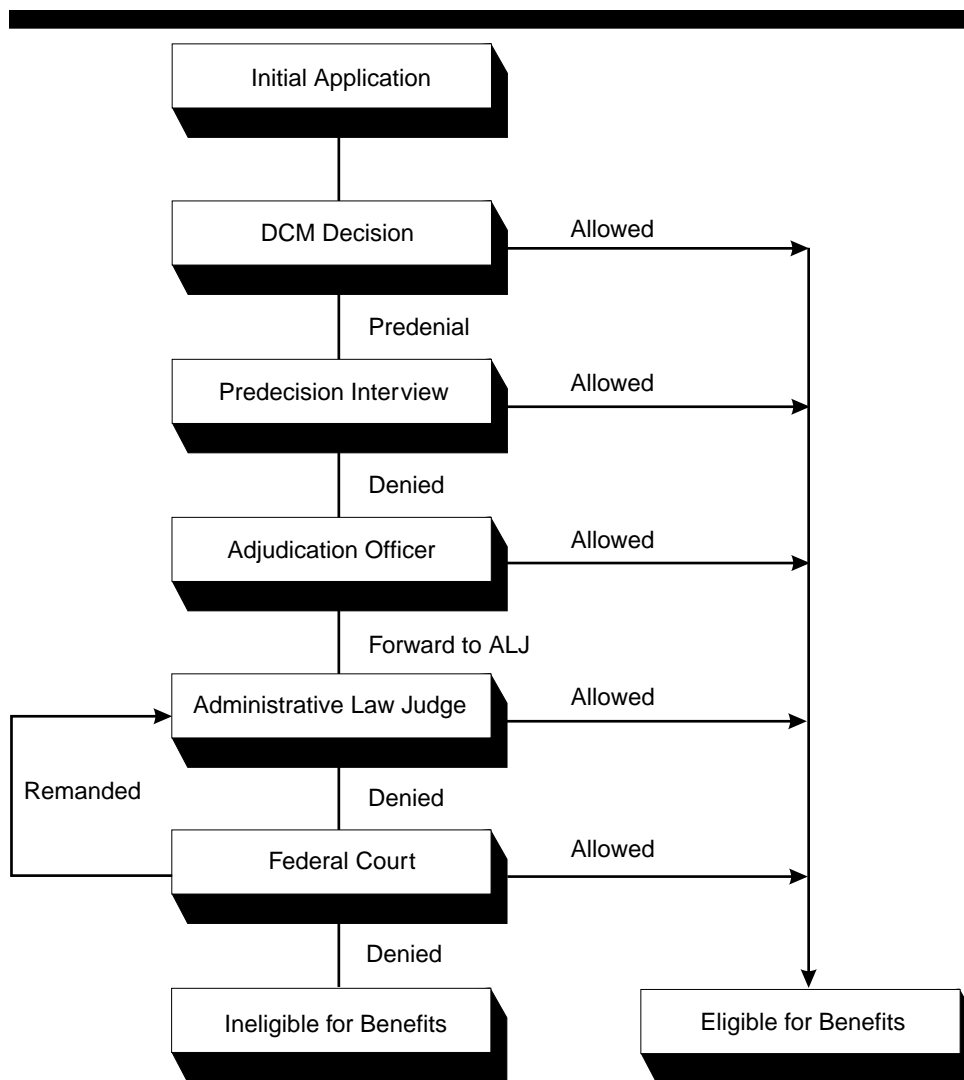 Initial Application
DCM Decision
Allowed
Predenial
Predecision Interview
Allowed
Denied
Adjudication Officer
Allowed
Forward to ALJ
Administrative Law Judge
Allowed
Remanded
Denied
Federal Court
Allowed
Denied
Ineligible for Benefits
Eligible for Benefits